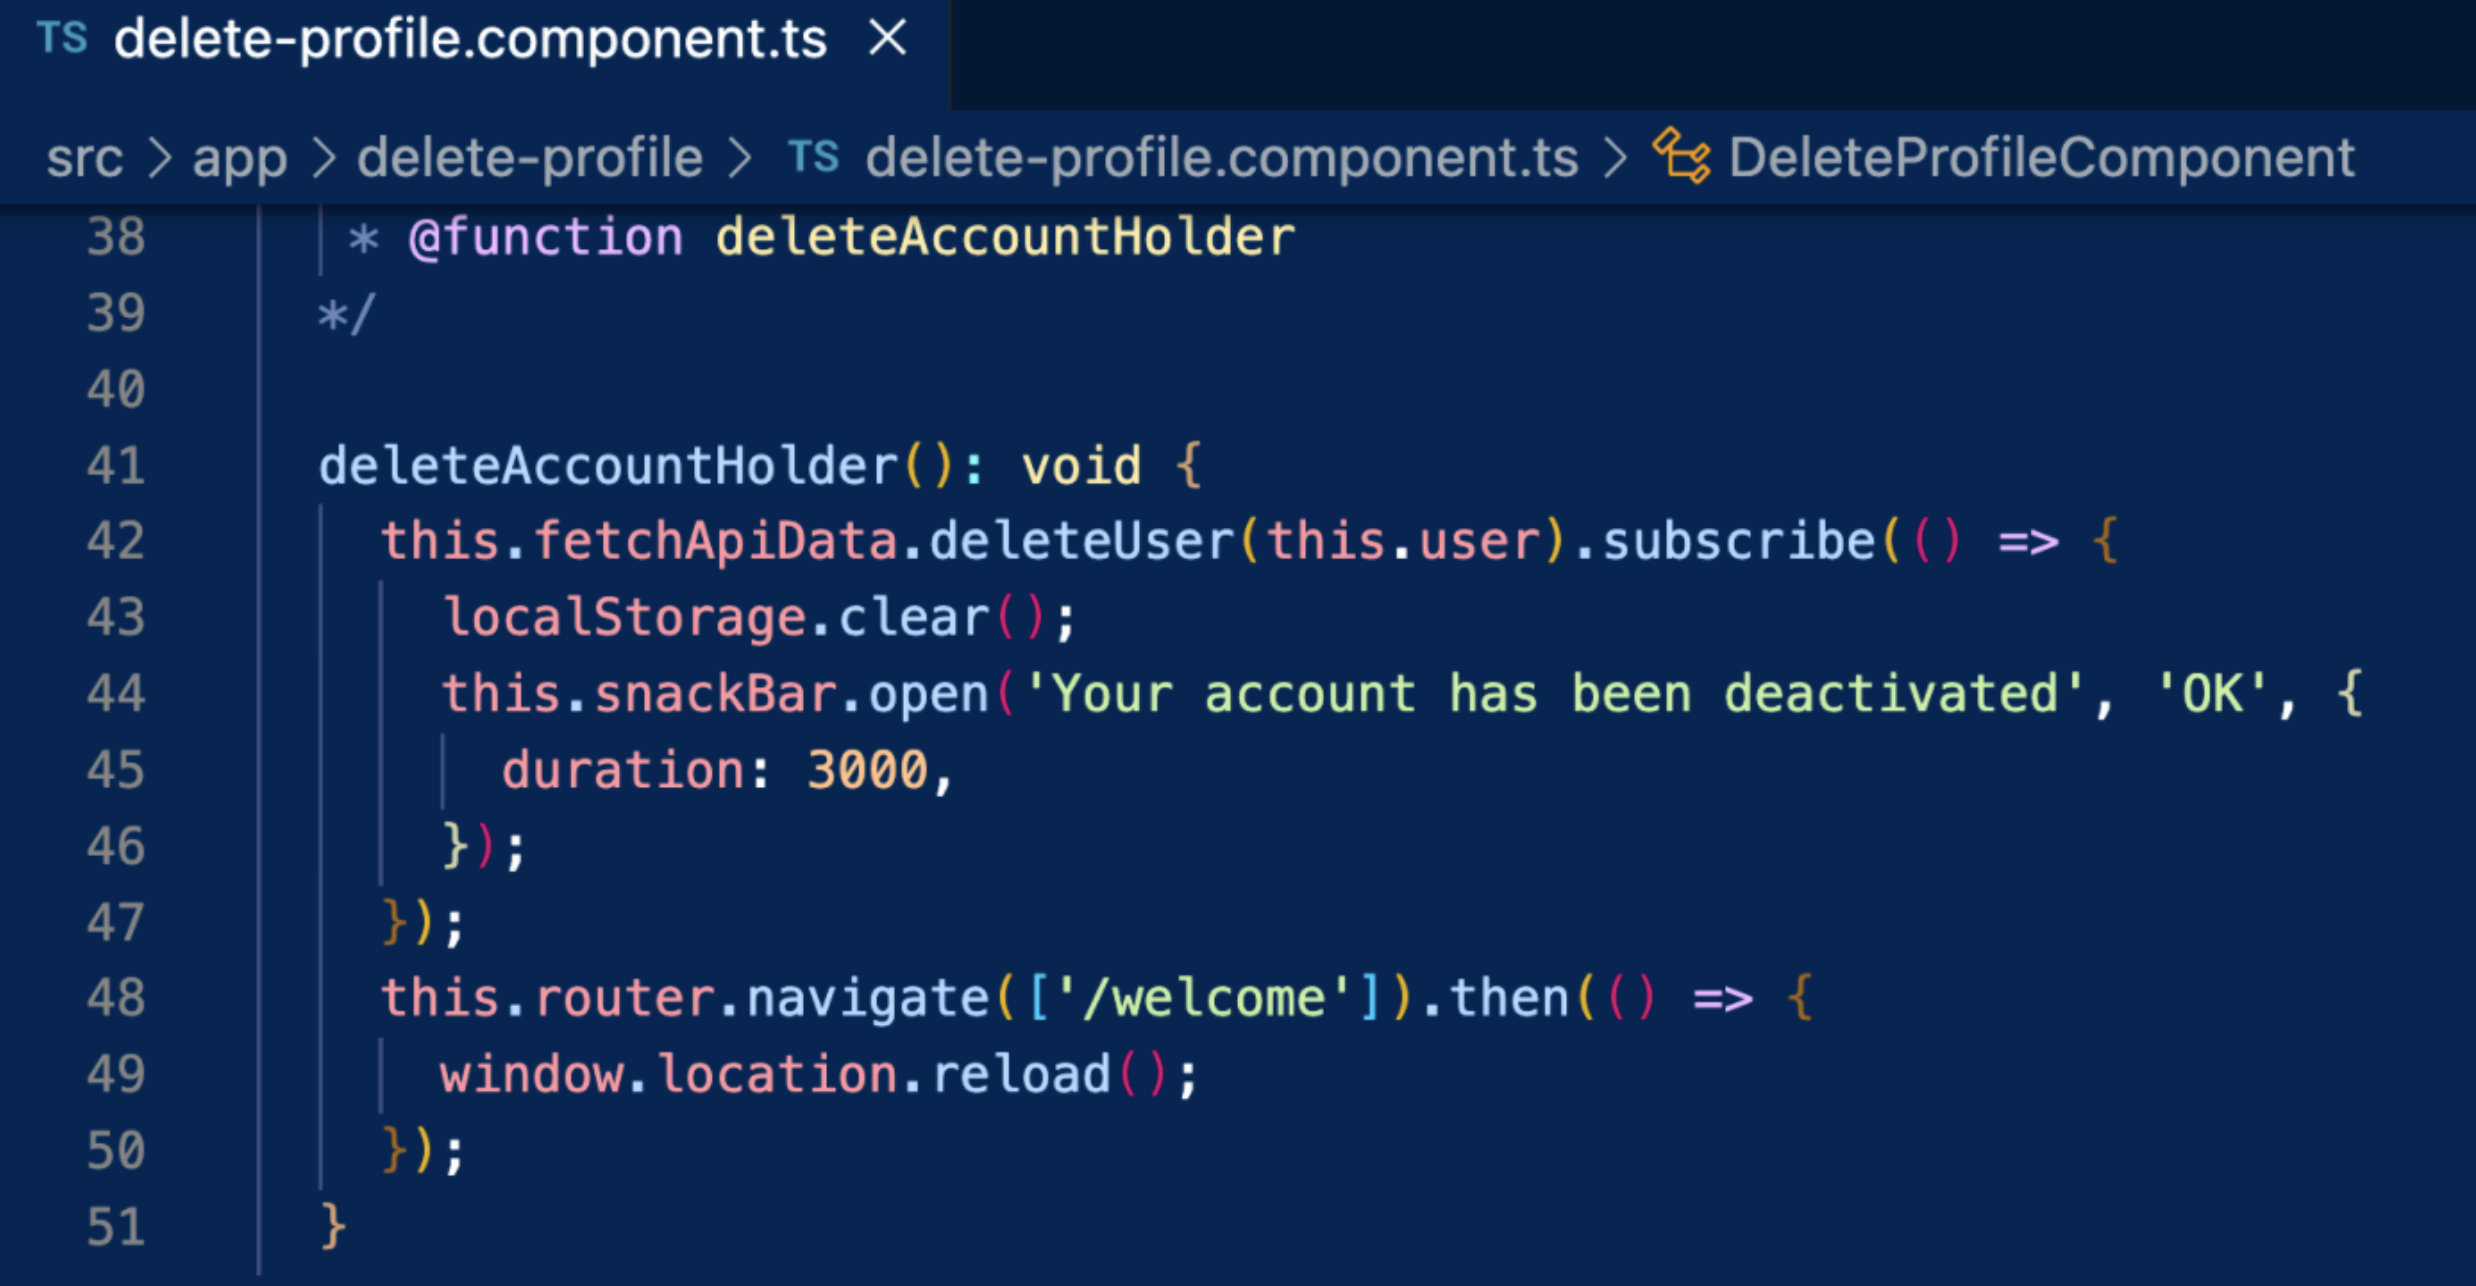 TS delete-profile.component.ts ×
src > app > delete-profile > TS delete-profile.component.ts > DeleteProfileComponent
38 * @function deleteAccountHolder
39 */
40
41 deleteAccountHolder(): void {
42 this.fetchApiData.deleteUser(this.user).subscribe(() => {
43 localStorage.clear();
44 this.snackBar.open('Your account has been deactivated', 'OK', {
45 duration: 3000,
46 });
47 });
48 this.router.navigate(['/welcome']).then(() => {
49 window.location.reload();
50 });
51 }